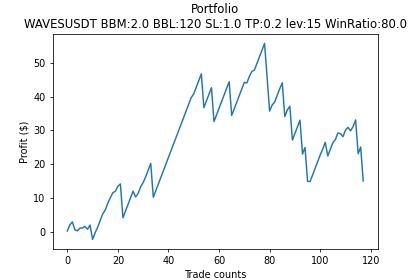 Portfolio
WAVESUSDT BBM:2.0 BBL:120 SL:1.0 TP:0.2 lev:15 WinRatio:80.0
50
40
30
20
10
0
Profit ($)
0 20 40 60 80 100 120
Trade counts